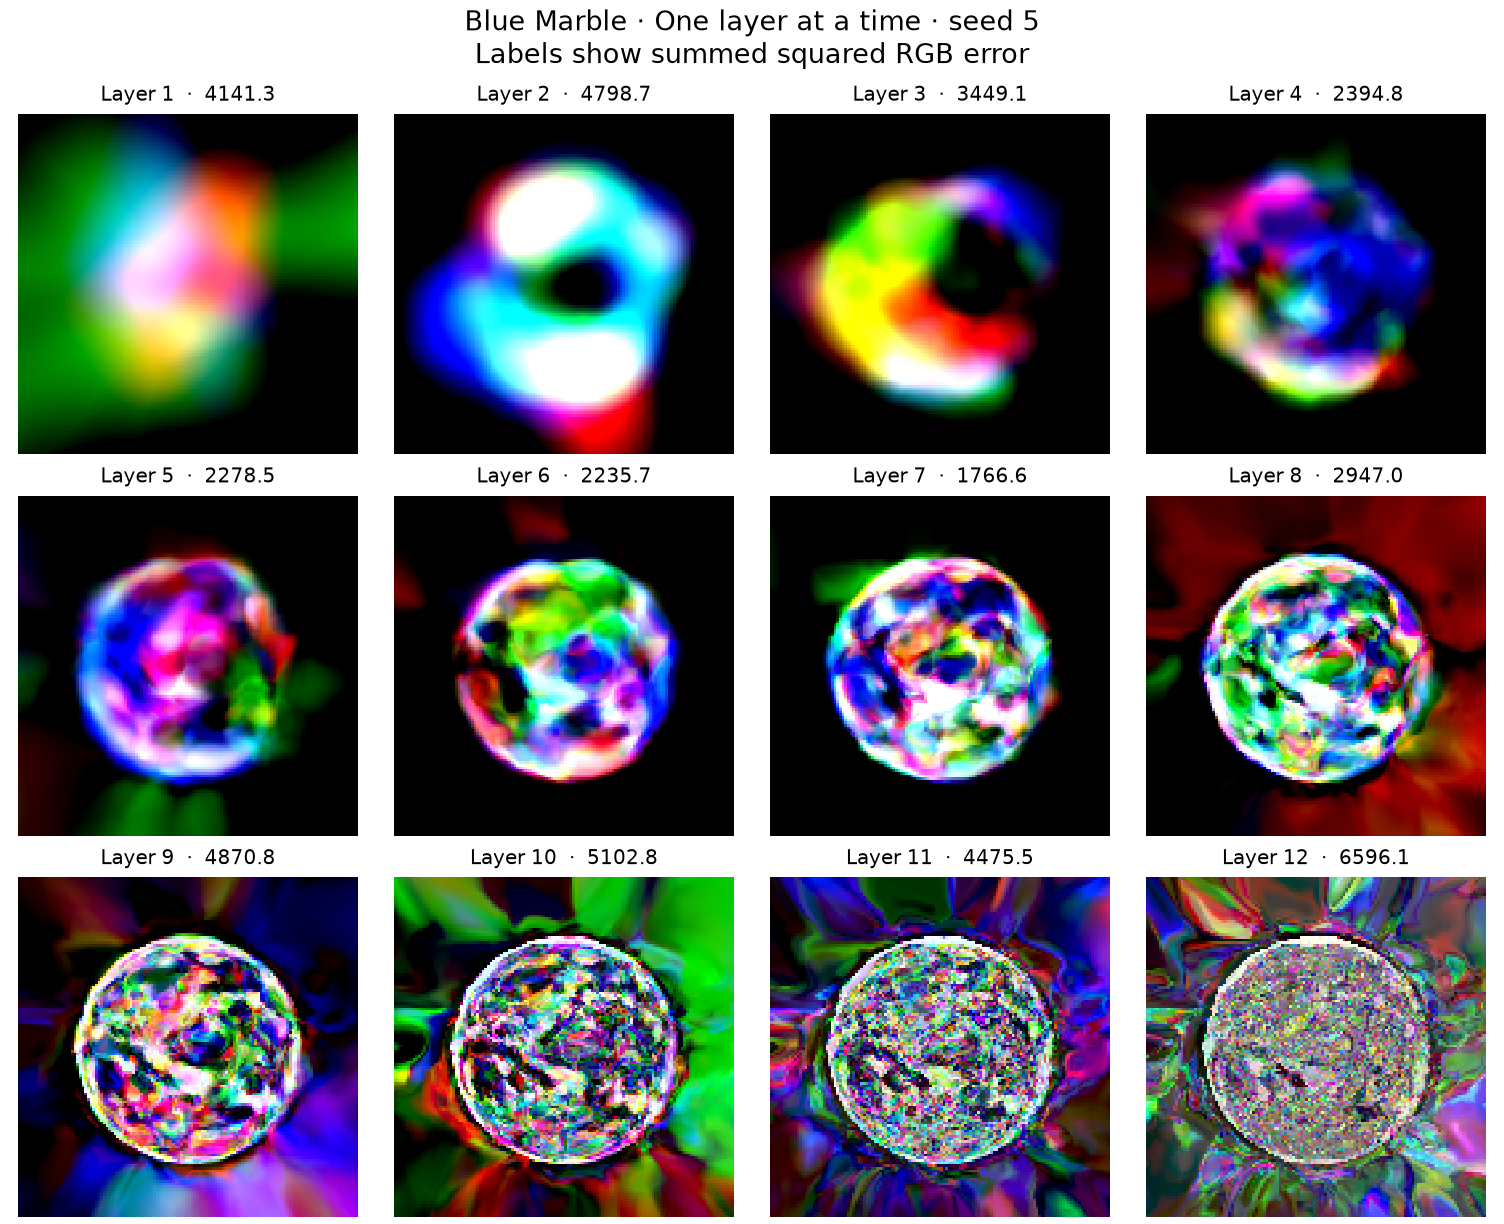 Blue Marble · One layer at a time · seed 5
Labels show summed squared RGB error
Layer 1 · 4141.3
Layer 2 · 4798.7
Layer 3 · 3449.1
Layer 4 · 2394.8
Layer 5 · 2278.5
Layer 6 · 2235.7
Layer 7 · 1766.6
Layer 8 · 2947.0
Layer 9 · 4870.8
Layer 10 · 5102.8
Layer 11 · 4475.5
Layer 12 · 6596.1